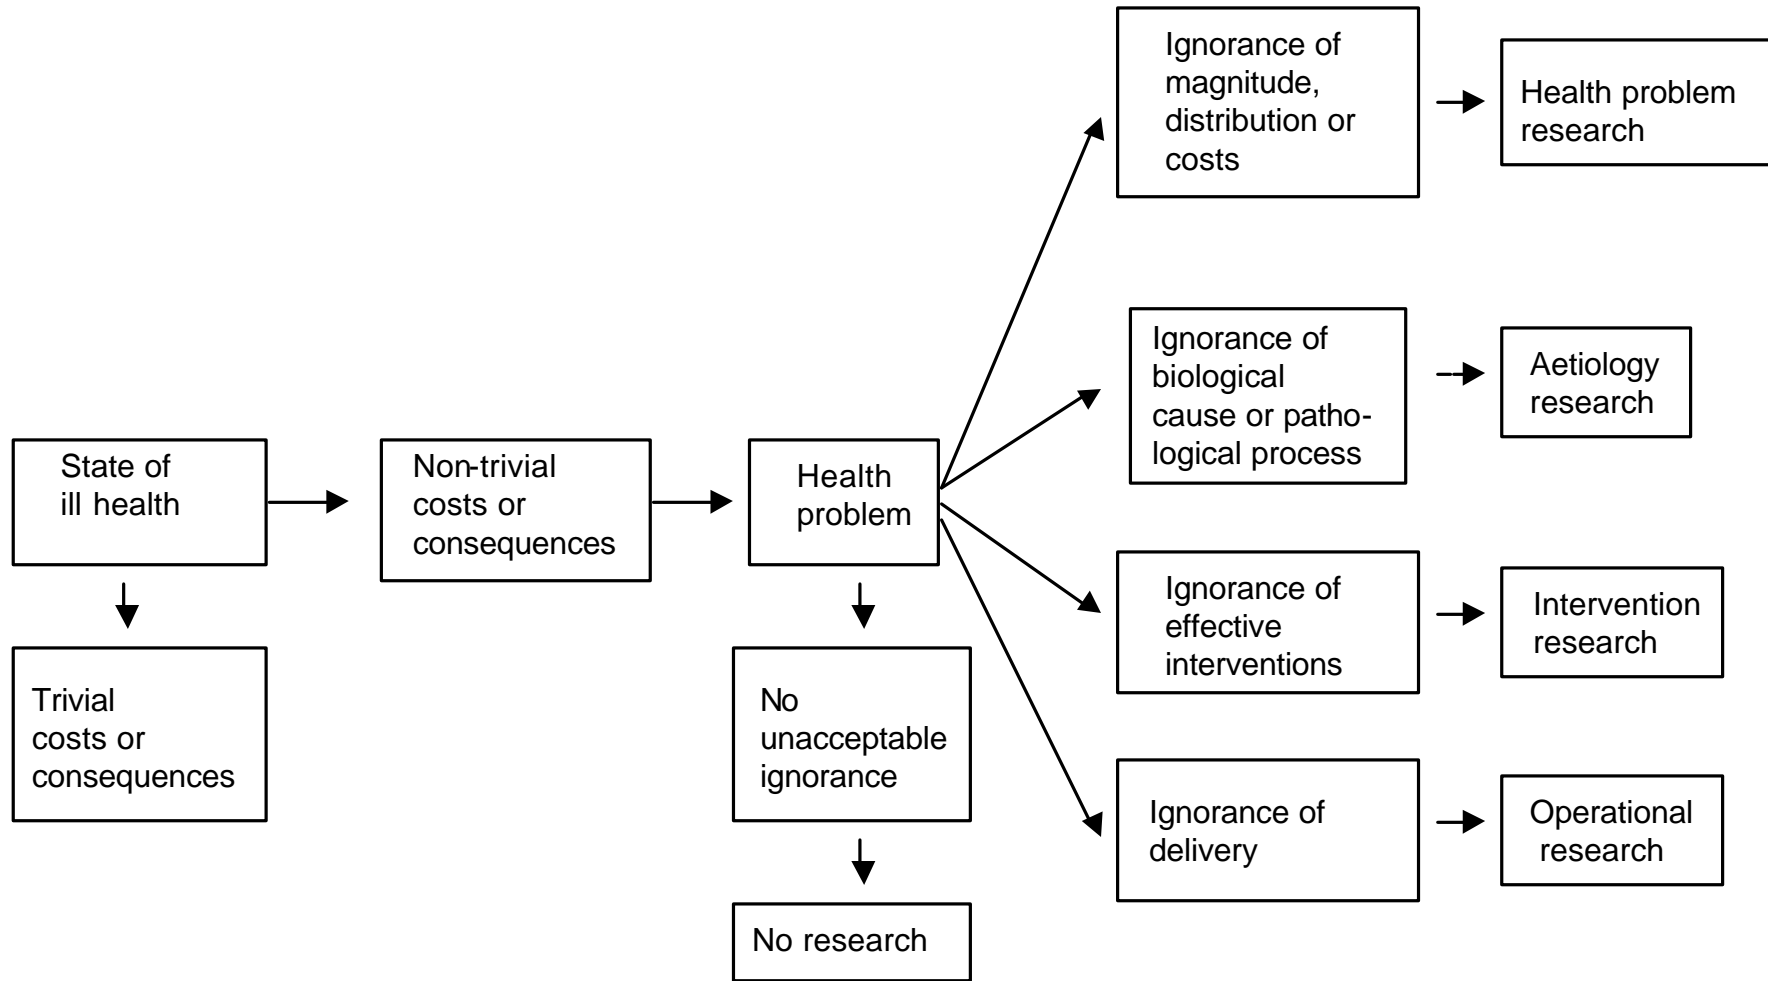 State of
ill health
Trivial
costs or
consequences
Non-trivial
costs or
consequences
Health
problem
No
unacceptable
ignorance
No research
Ignorance of
magnitude,
distribution or
costs
Health problem
research
Ignorance of
biological
cause or patho-
logical process
Aetiology
research
Ignorance of
effective
interventions
Intervention
research
Ignorance of
delivery
Operational
research